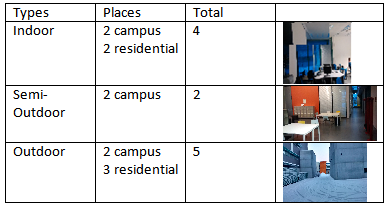 Types Places Total
Indoor 2 campus 4
2 residential
Semi- 2 campus 2
Outdoor
Outdoor 2 campus 5
3 residential